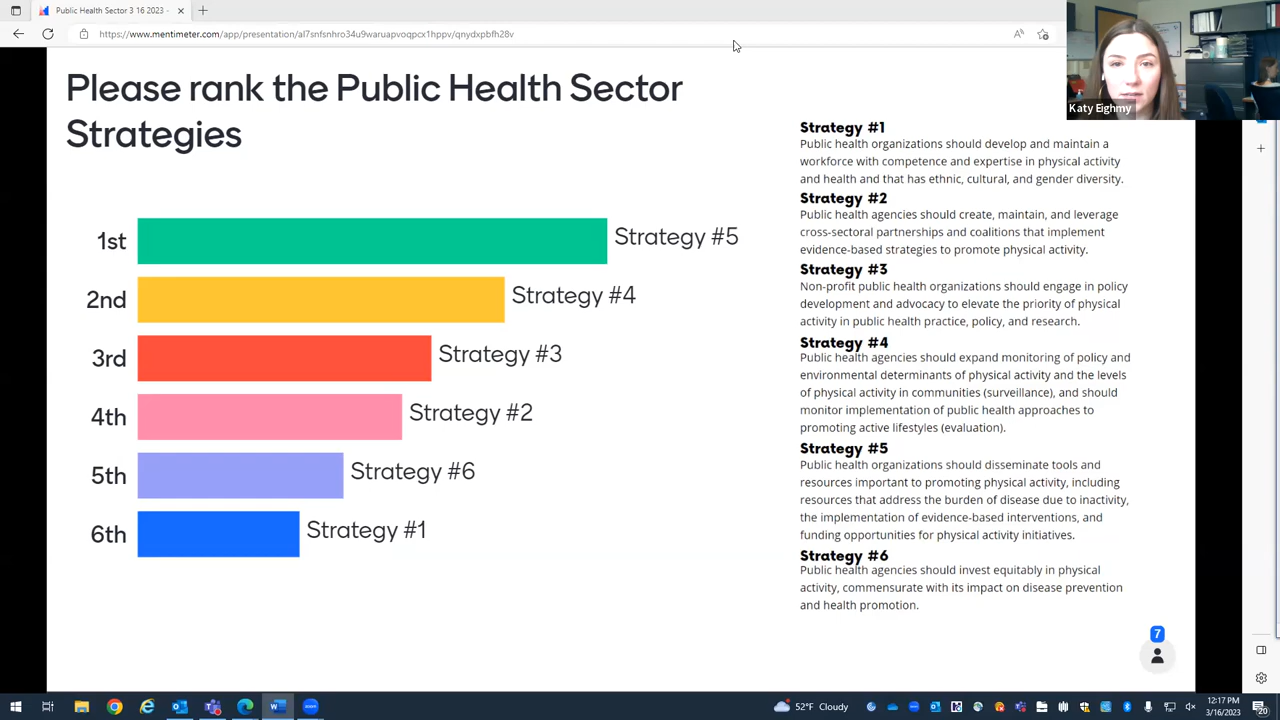 Public Health Sector 3 16 2023 -
https://www.mentimeter.com/app/presentation/al7snfsnhro34u9waruapvoqpcx1hppv/qnydxpbfh28v
Katy Eighmy
Please rank the Public Health Sector
Strategies
1st
Strategy #5
2nd
Strategy #4
3rd
Strategy #3
4th
Strategy #2
5th
Strategy #6
6th
Strategy #1
Strategy #1
Public health organizations should develop and maintain a
workforce with competence and expertise in physical activity
and health and that has ethnic, cultural, and gender diversity.
Strategy #2
Public health agencies should create, maintain, and leverage
cross-sectoral partnerships and coalitions that implement
evidence-based strategies to promote physical activity.
Strategy #3
Non-profit public health organizations should engage in policy
development and advocacy to elevate the priority of physical
activity in public health practice, policy, and research.
Strategy #4
Public health agencies should expand monitoring of policy and
environmental determinants of physical activity and the levels
of physical activity in communities (surveillance), and should
monitor implementation of public health approaches to
promoting active lifestyles (evaluation).
Strategy #5
Public health organizations should disseminate tools and
resources important to promoting physical activity, including
resources that address the burden of disease due to inactivity,
the implementation of evidence-based interventions, and
funding opportunities for physical activity initiatives.
Strategy #6
Public health agencies should invest equitably in physical
activity, commensurate with its impact on disease prevention
and health promotion.
7
52°F Cloudy
12:17 PM
3/16/2023
20